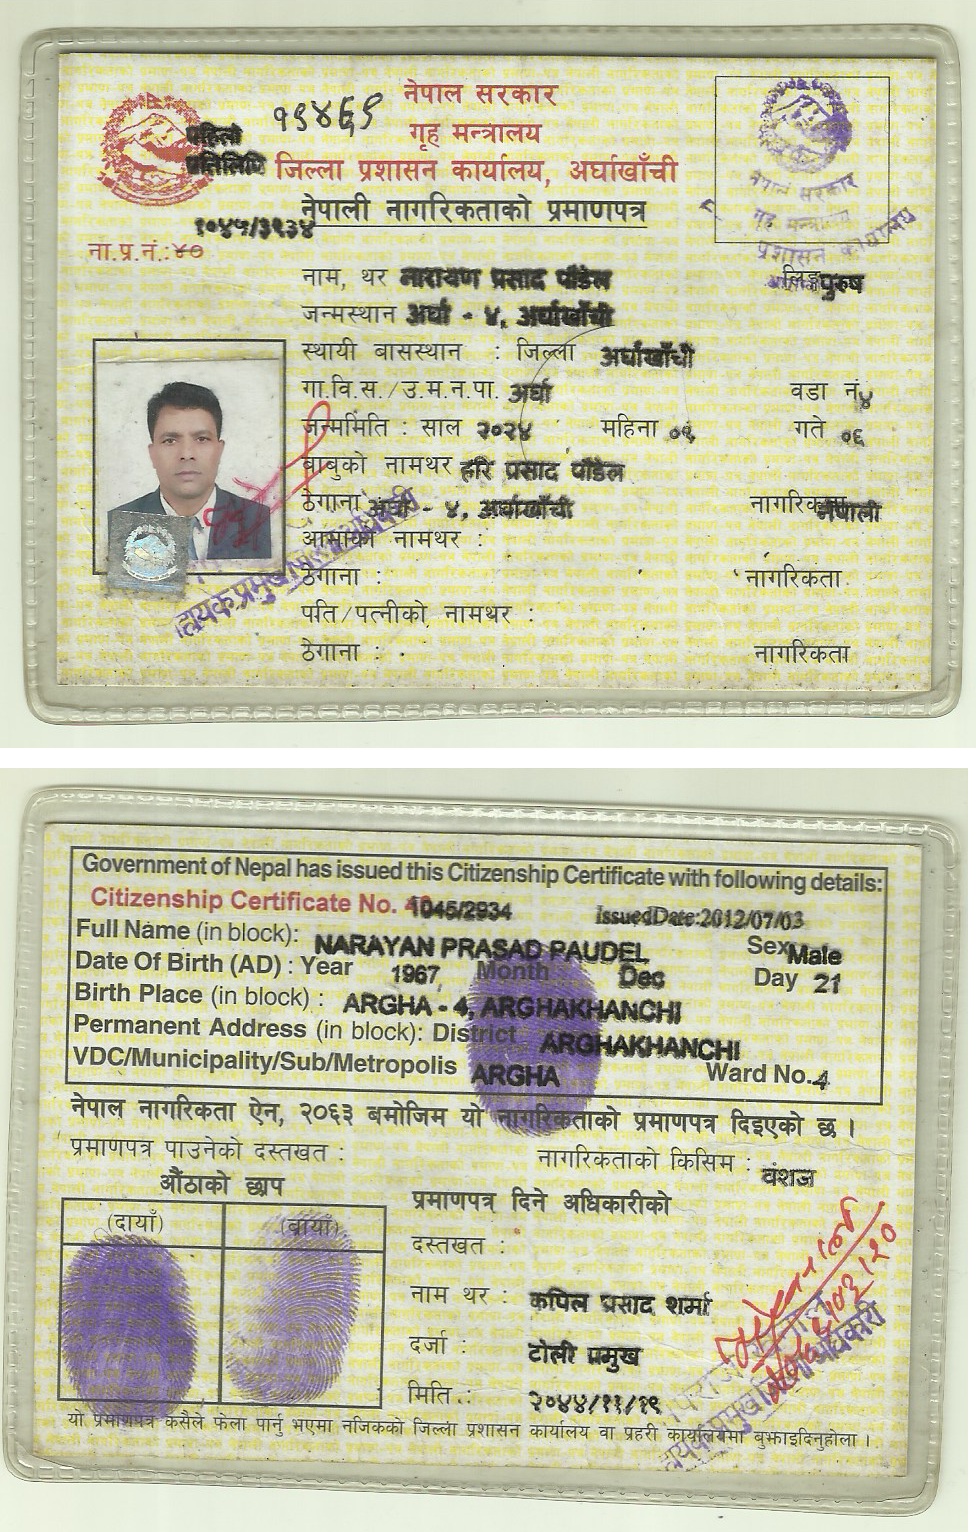 १९४६९
नेपाल सरकार
गृह मन्त्रालय
पहिलो प्रतिलिपि
जिल्ला प्रशासन कार्यालय, अर्घाखाँची
नेपाली नागरिकताको प्रमाणपत्र
नेपाल सरकार
गृह मन्त्रालय
प्रशासन कार्यालय
१०४५/३९३४
ना.प्र.नं.:४०
नाम, थर नारायण प्रसाद पौडेल लिङ्ग पुरुष
जन्मस्थान अर्घा - ४, अर्घाखाँची
स्थायी बासस्थान : जिल्ला अर्घाखाँची
गा.वि.स./उ.म.न.पा. अर्घा वडा नं ४
जन्ममिति : साल २०२४ महिना ०९ गते ०६
बाबुको नामथर हरि प्रसाद पौडेल
ठेगाना अर्घा - ४, अर्घाखाँची नागरिकता नेपाली
आमाको नामथर :
ठेगाना : नागरिकता
पति/पत्नीको नामथर :
ठेगाना : नागरिकता
Government of Nepal has issued this Citizenship Certificate with following details:
Citizenship Certificate No. 1045/2934 IssuedDate:2012/07/03
Full Name (in block): NARAYAN PRASAD PAUDEL Sex Male
Date Of Birth (AD) : Year 1967 Month Dec Day 21
Birth Place (in block) : ARGHA - 4, ARGHAKHANCHI
Permanent Address (in block): District ARGHAKHANCHI
VDC/Municipality/Sub/Metropolis ARGHA Ward No. 4
नेपाल नागरिकता ऐन, २०६३ बमोजिम यो नागरिकताको प्रमाणपत्र दिइएको छ ।
प्रमाणपत्र पाउनेको दस्तखत :
नागरिकताको किसिम : वंशज
औंठाको छाप
(दायाँ) (बायाँ)
प्रमाणपत्र दिने अधिकारीको
दस्तखत :
नाम थर : कपिल प्रसाद शर्मा
दर्जा : टोली प्रमुख
मिति : २०४४/११/१९
यो प्रमाणपत्र कसैले फेला पार्नु भएमा नजिकको जिल्ला प्रशासन कार्यालय वा प्रहरी कार्यालयमा बुझाइदिनुहोला ।